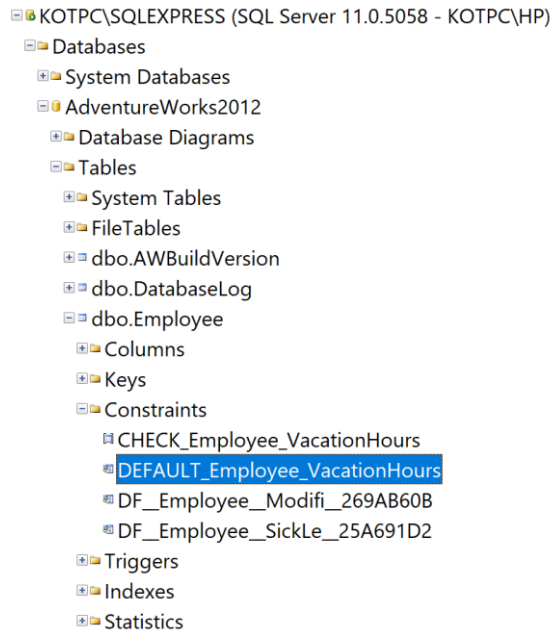 KOTPC\SQLEXPRESS (SQL Server 11.0.5058 - KOTPC\HP)
Databases
System Databases
AdventureWorks2012
Database Diagrams
Tables
System Tables
FileTables
dbo.AWBuildVersion
dbo.DatabaseLog
dbo.Employee
Columns
Keys
Constraints
CHECK_Employee_VacationHours
DEFAULT_Employee_VacationHours
DF__Employee__Modifi__269AB60B
DF__Employee__SickLe__25A691D2
Triggers
Indexes
Statistics